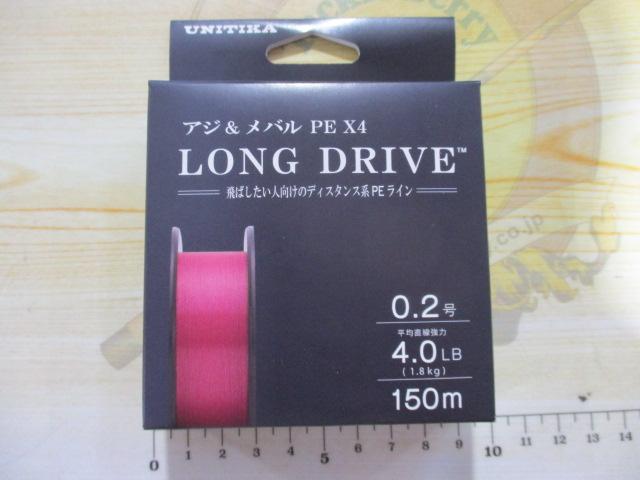 UNITIKA
アジ & メバル PE X4
LONG DRIVE™
飛ばしたい人向けのディスタンス系PEライン
0.2号
平均直線強力
4.0LB
(1.8kg)
150m
0 1 2 3 4 5 6 7 8 9 10 11 12 13 14
.co.jp